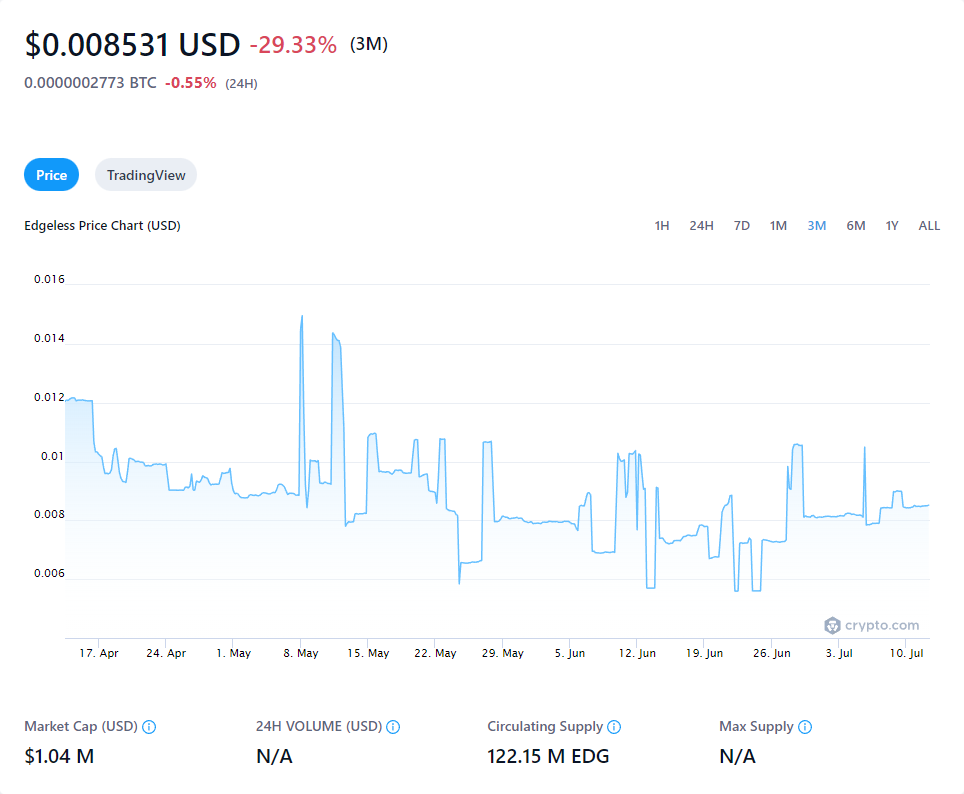 $0.008531 USD -29.33% (3M)
0.0000002773 BTC -0.55% (24H)
Price TradingView
Edgeless Price Chart (USD) 1H 24H 7D 1M 3M 6M 1Y ALL
0.016
0.014
0.012
0.01
0.008
0.006
crypto.com
17. Apr 24. Apr 1. May 8. May 15. May 22. May 29. May 5. Jun 12. Jun 19. Jun 26. Jun 3. Jul 10. Jul
Market Cap (USD) 24H VOLUME (USD) Circulating Supply Max Supply
$1.04 M N/A 122.15 M EDG N/A